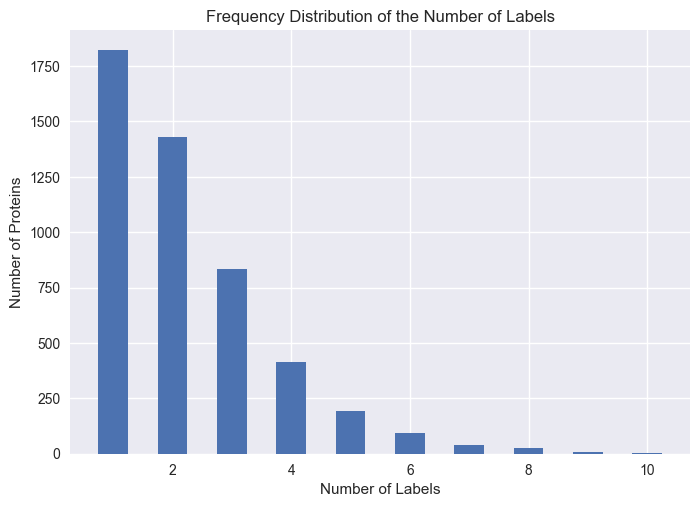 Frequency Distribution of the Number of Labels
1750
1500
1250
1000
750
500
250
0
Number of Proteins
2 4 6 8 10
Number of Labels